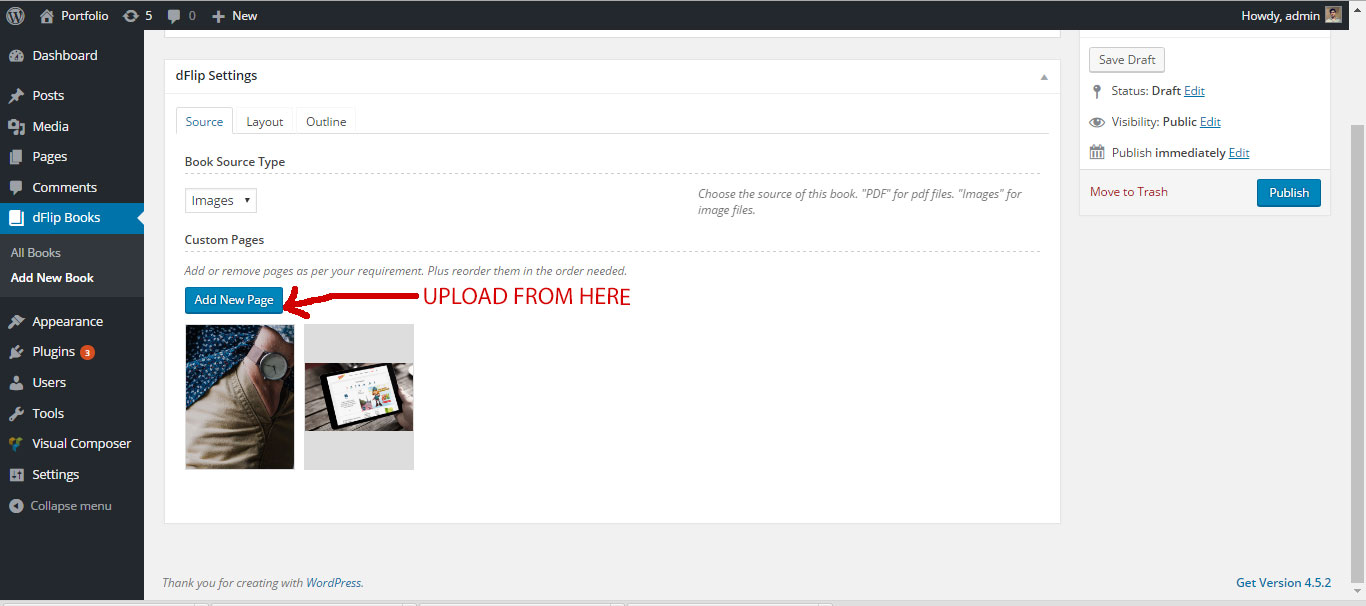 Portfolio 5 0 New Howdy, admin
Dashboard
Posts
Media
Pages
Comments
dFlip Books
All Books
Add New Book
Appearance
Plugins 3
Users
Tools
Visual Composer
Settings
Collapse menu
dFlip Settings
Source Layout Outline
Book Source Type
Images
Choose the source of this book. "PDF" for pdf files. "Images" for
image files.
Custom Pages
Add or remove pages as per your requirement. Plus reorder them in the order needed.
Add New Page
UPLOAD FROM HERE
Save Draft
Status: Draft Edit
Visibility: Public Edit
Publish immediately Edit
Move to Trash
Publish
Thank you for creating with WordPress.
Get Version 4.5.2